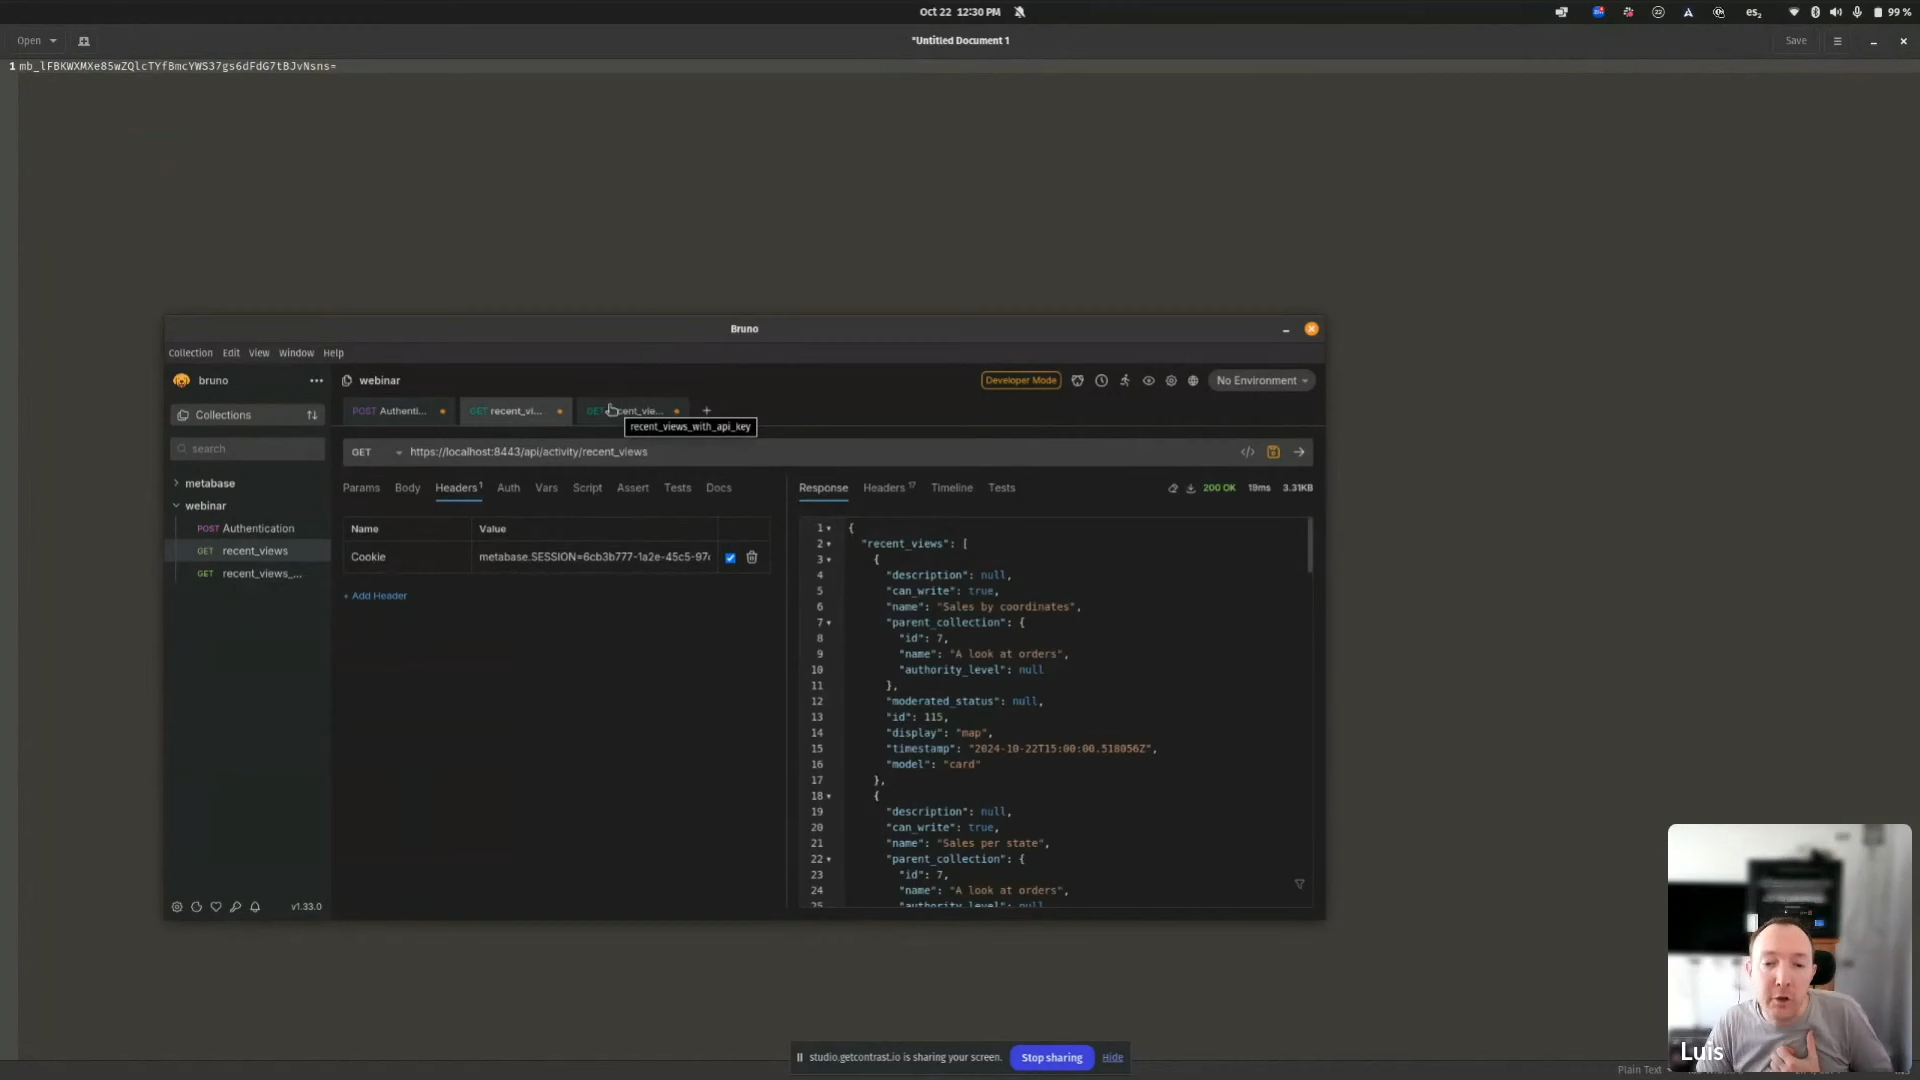 Oct 22 12:30 PM
es₂
99 %
Open
*Untitled Document 1
Save
1 mb_lFBKWXMXe85wZQlcTYfBmcYWS37gs6dFdG7tBJvNsns=
Bruno
Collection Edit View Window Help
bruno
webinar
Developer Mode
No Environment
Collections
POST Authenti...
GET recent_vi...
GET
cent_vie...
+
recent_views_with_api_key
search
GET https://localhost:8443/api/activity/recent_views
metabase
webinar
POST Authentication
GET recent_views
GET recent_views_...
Params Body Headers1 Auth Vars Script Assert Tests Docs
Name Value
Cookie metabase.SESSION=6cb3b777-1a2e-45c5-97
+ Add Header
Response Headers17 Timeline Tests 200 OK 19ms 3.31KB
1 {
2 "recent_views": [
3 {
4 "description": null,
5 "can_write": true,
6 "name": "Sales by coordinates",
7 "parent_collection": {
8 "id": 7,
9 "name": "A look at orders",
10 "authority_level": null
11 },
12 "moderated_status": null,
13 "id": 115,
14 "display": "map",
15 "timestamp": "2024-10-22T15:00:00.518056Z",
16 "model": "card"
17 },
18 {
19 "description": null,
20 "can_write": true,
21 "name": "Sales per state",
22 "parent_collection": {
23 "id": 7,
24 "name": "A look at orders",
25 "authority_level": null
v1.33.0
studio.getcontrast.io is sharing your screen. Stop sharing Hide
Luis
Plain Text